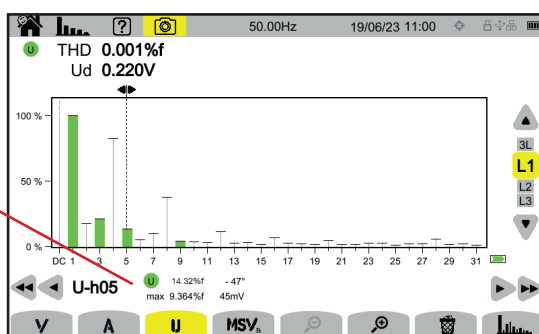 ? 50.00Hz 19/06/23 11:00
U THD 0.001%f
Ud 0.220V
100 %
50 %
0 %
DC 1 3 5 7 9 11 13 15 17 19 21 23 25 27 29 31
3L
L1
L2
L3
U-h05 U 14.32%f - 47°
max 9.364%f 45mV
V A U MSV